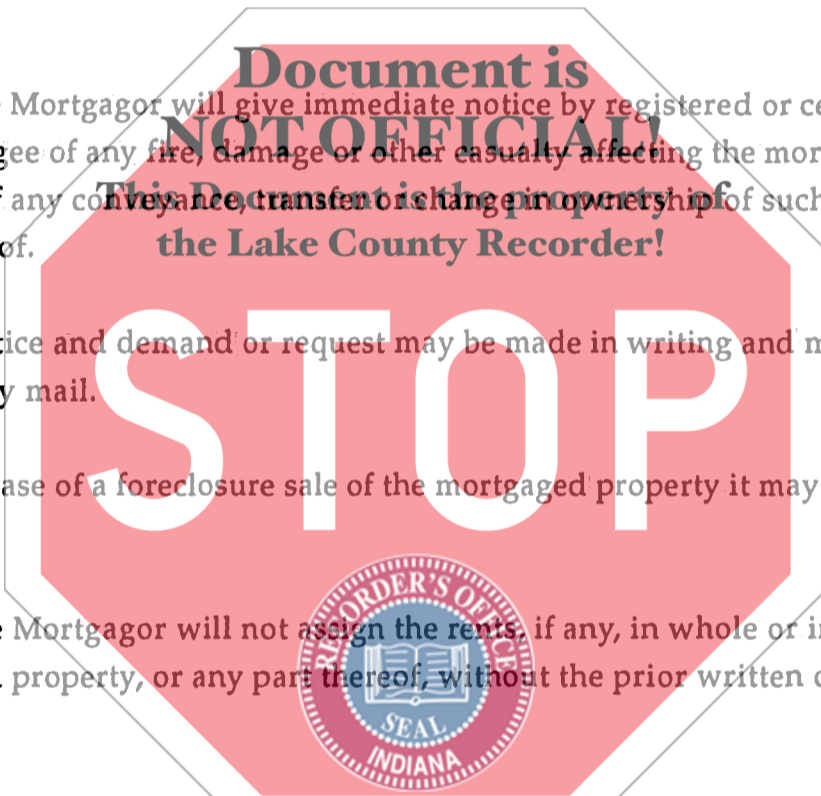 Document is
Mortgagor will give immediate notice by registered or ce
NOT OFFICIAL!
gee of any fire, damage or other casualty affecting the mor
This Document is the property of
any conveyance, transfer or change in ownership of such
the Lake County Recorder!
of.
tice and demand or request may be made in writing and m
y mail.
STOP
ase of a foreclosure sale of the mortgaged property it may
RECORDER'S OFFICE
Mortgagor will not assign the rents, if any, in whole or i
property, or any part thereof, without the prior written
SEAL
INDIANA